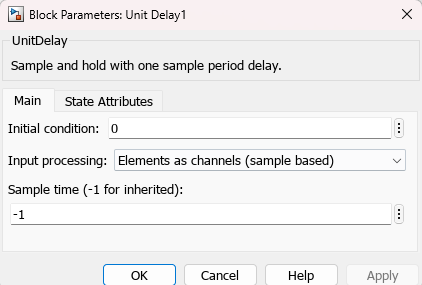 Block Parameters: Unit Delay1
UnitDelay
Sample and hold with one sample period delay.
Main State Attributes
Initial condition: 0
Input processing: Elements as channels (sample based)
Sample time (-1 for inherited):
-1
OK Cancel Help Apply